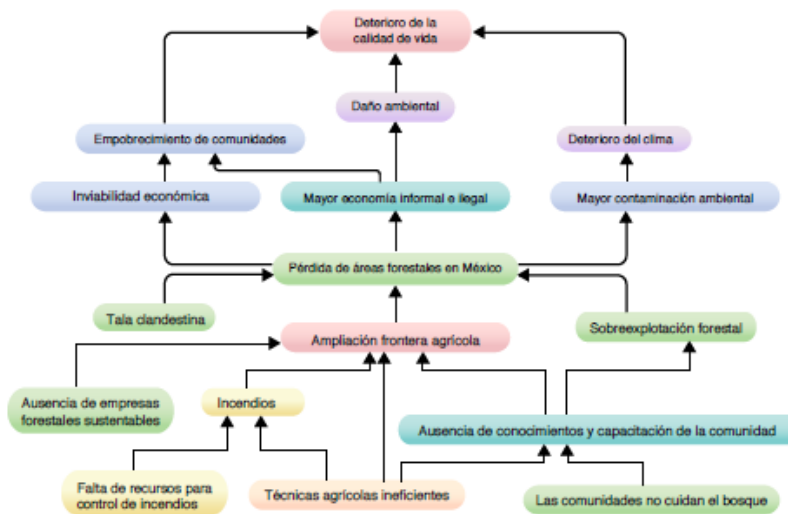 Deterioro de la
calidad de vida
Daño ambiental
Empobrecimiento de comunidades
Deterioro del clima
Inviabilidad económica
Mayor economía informal e ilegal
Mayor contaminación ambiental
Pérdida de áreas forestales en México
Tala clandestina
Sobreexplotación forestal
Ampliación frontera agrícola
Ausencia de empresas
forestales sustentables
Incendios
Ausencia de conocimientos y capacitación de la comunidad
Falta de recursos para
control de incendios
Técnicas agrícolas ineficientes
Las comunidades no cuidan el bosque